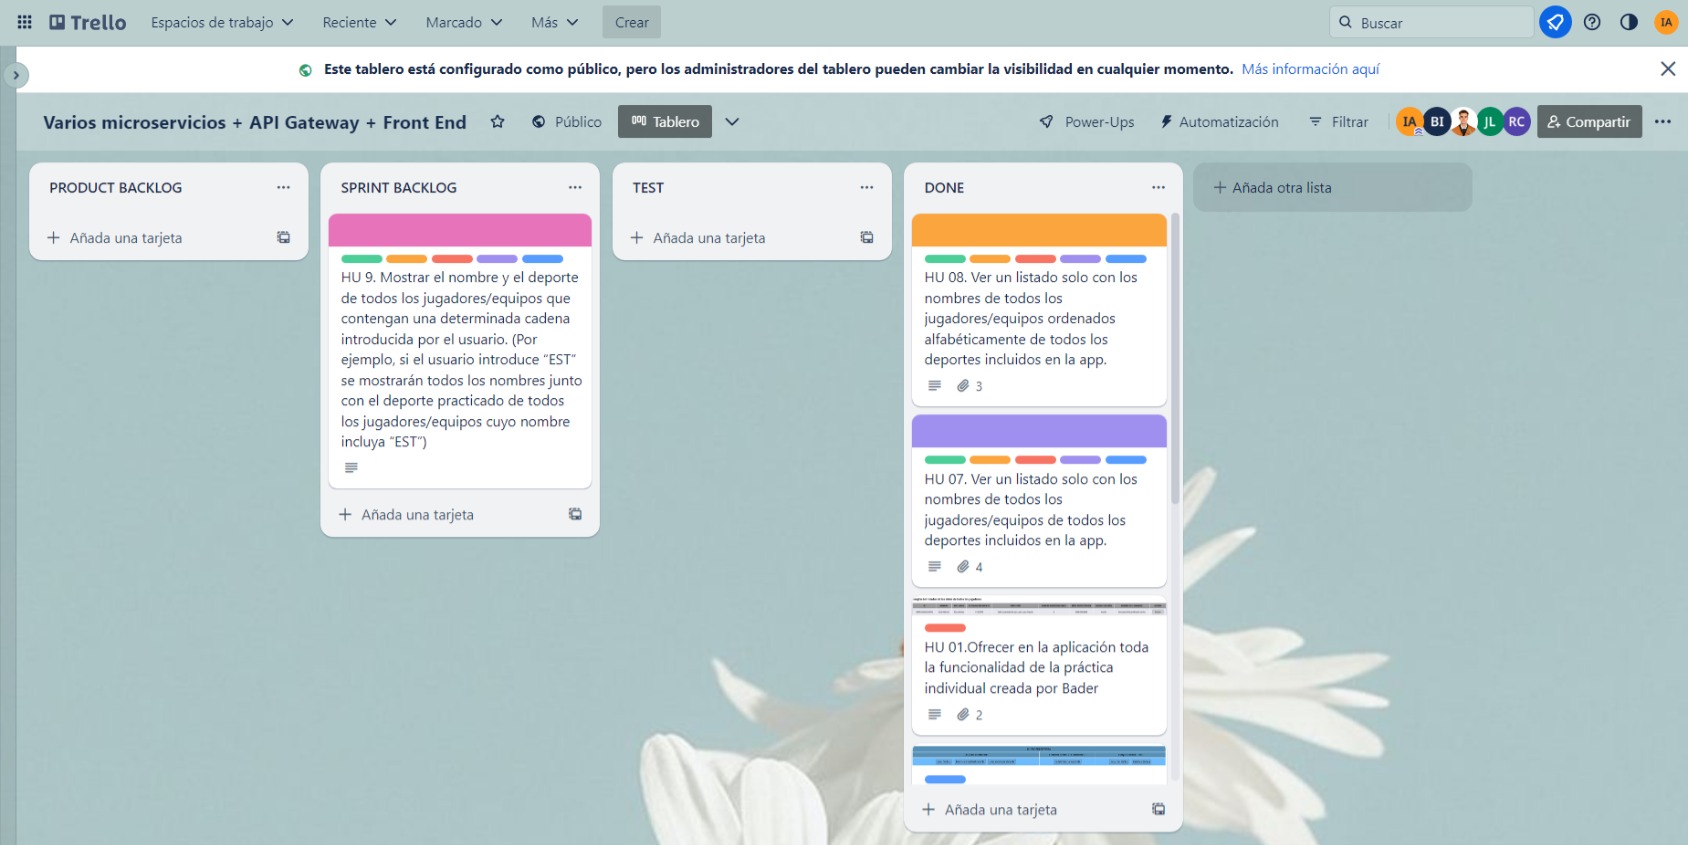 Trello Espacios de trabajo Reciente Marcado Más Crear Buscar IA
Este tablero está configurado como público, pero los administradores del tablero pueden cambiar la visibilidad en cualquier momento. Más información aquí
Varios microservicios + API Gateway + Front End Público Tablero Power-Ups Automatización Filtrar IA BI JL RC Compartir
PRODUCT BACKLOG
Añada una tarjeta
SPRINT BACKLOG
HU 9. Mostrar el nombre y el deporte
de todos los jugadores/equipos que
contengan una determinada cadena
introducida por el usuario. (Por
ejemplo, si el usuario introduce “EST”
se mostrarán todos los nombres junto
con el deporte practicado de todos
los jugadores/equipos cuyo nombre
incluya “EST”)
Añada una tarjeta
TEST
Añada una tarjeta
DONE
HU 08. Ver un listado solo con los
nombres de todos los
jugadores/equipos ordenados
alfabéticamente de todos los
deportes incluidos en la app.
3
HU 07. Ver un listado solo con los
nombres de todos los
jugadores/equipos de todos los
deportes incluidos en la app.
4
HU 01.Ofrecer en la aplicación toda
la funcionalidad de la práctica
individual creada por Bader
2
Añada una tarjeta
Añada otra lista